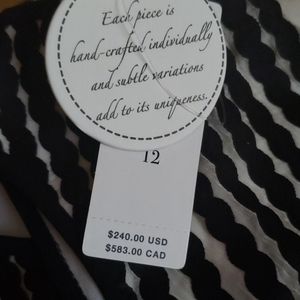 Each piece is
hand-crafted individually
and subtle variations
add to its uniqueness.
12
$240.00 USD
$583.00 CAD